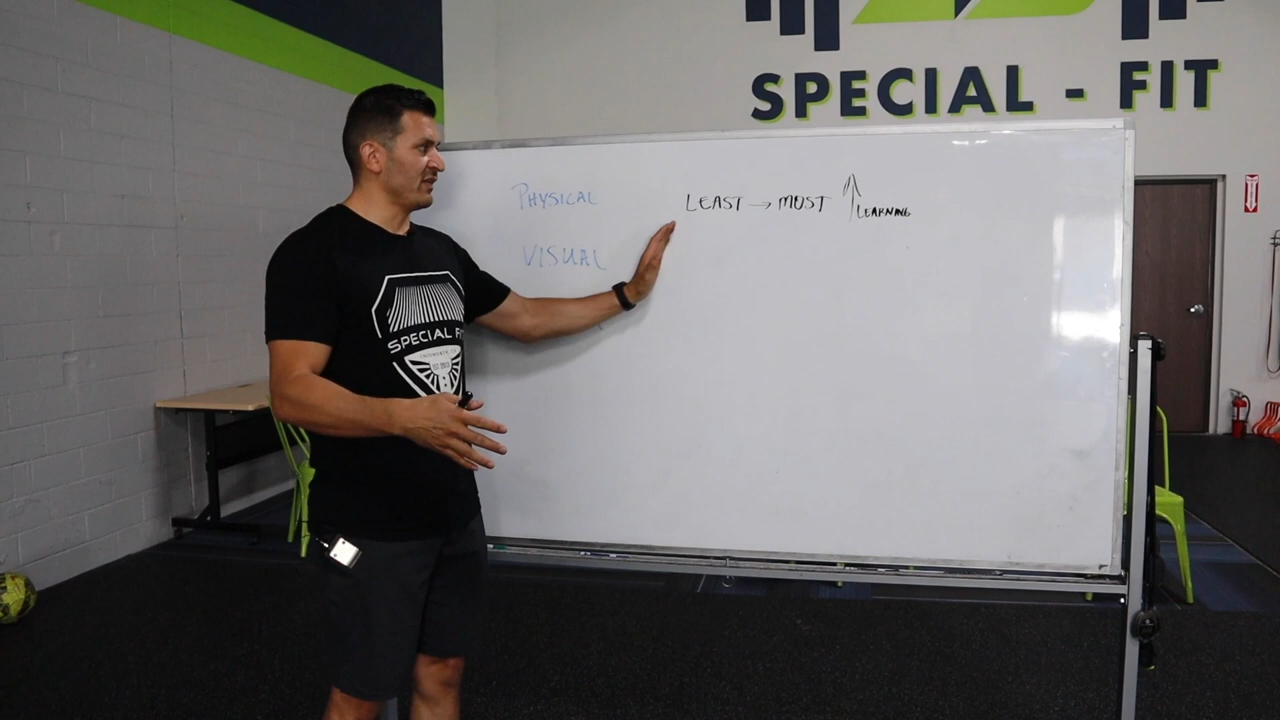 SPECIAL - FIT
PHYSICAL
LEAST → MOST ↑ LEARNING
VISUAL
SPECIAL FIT